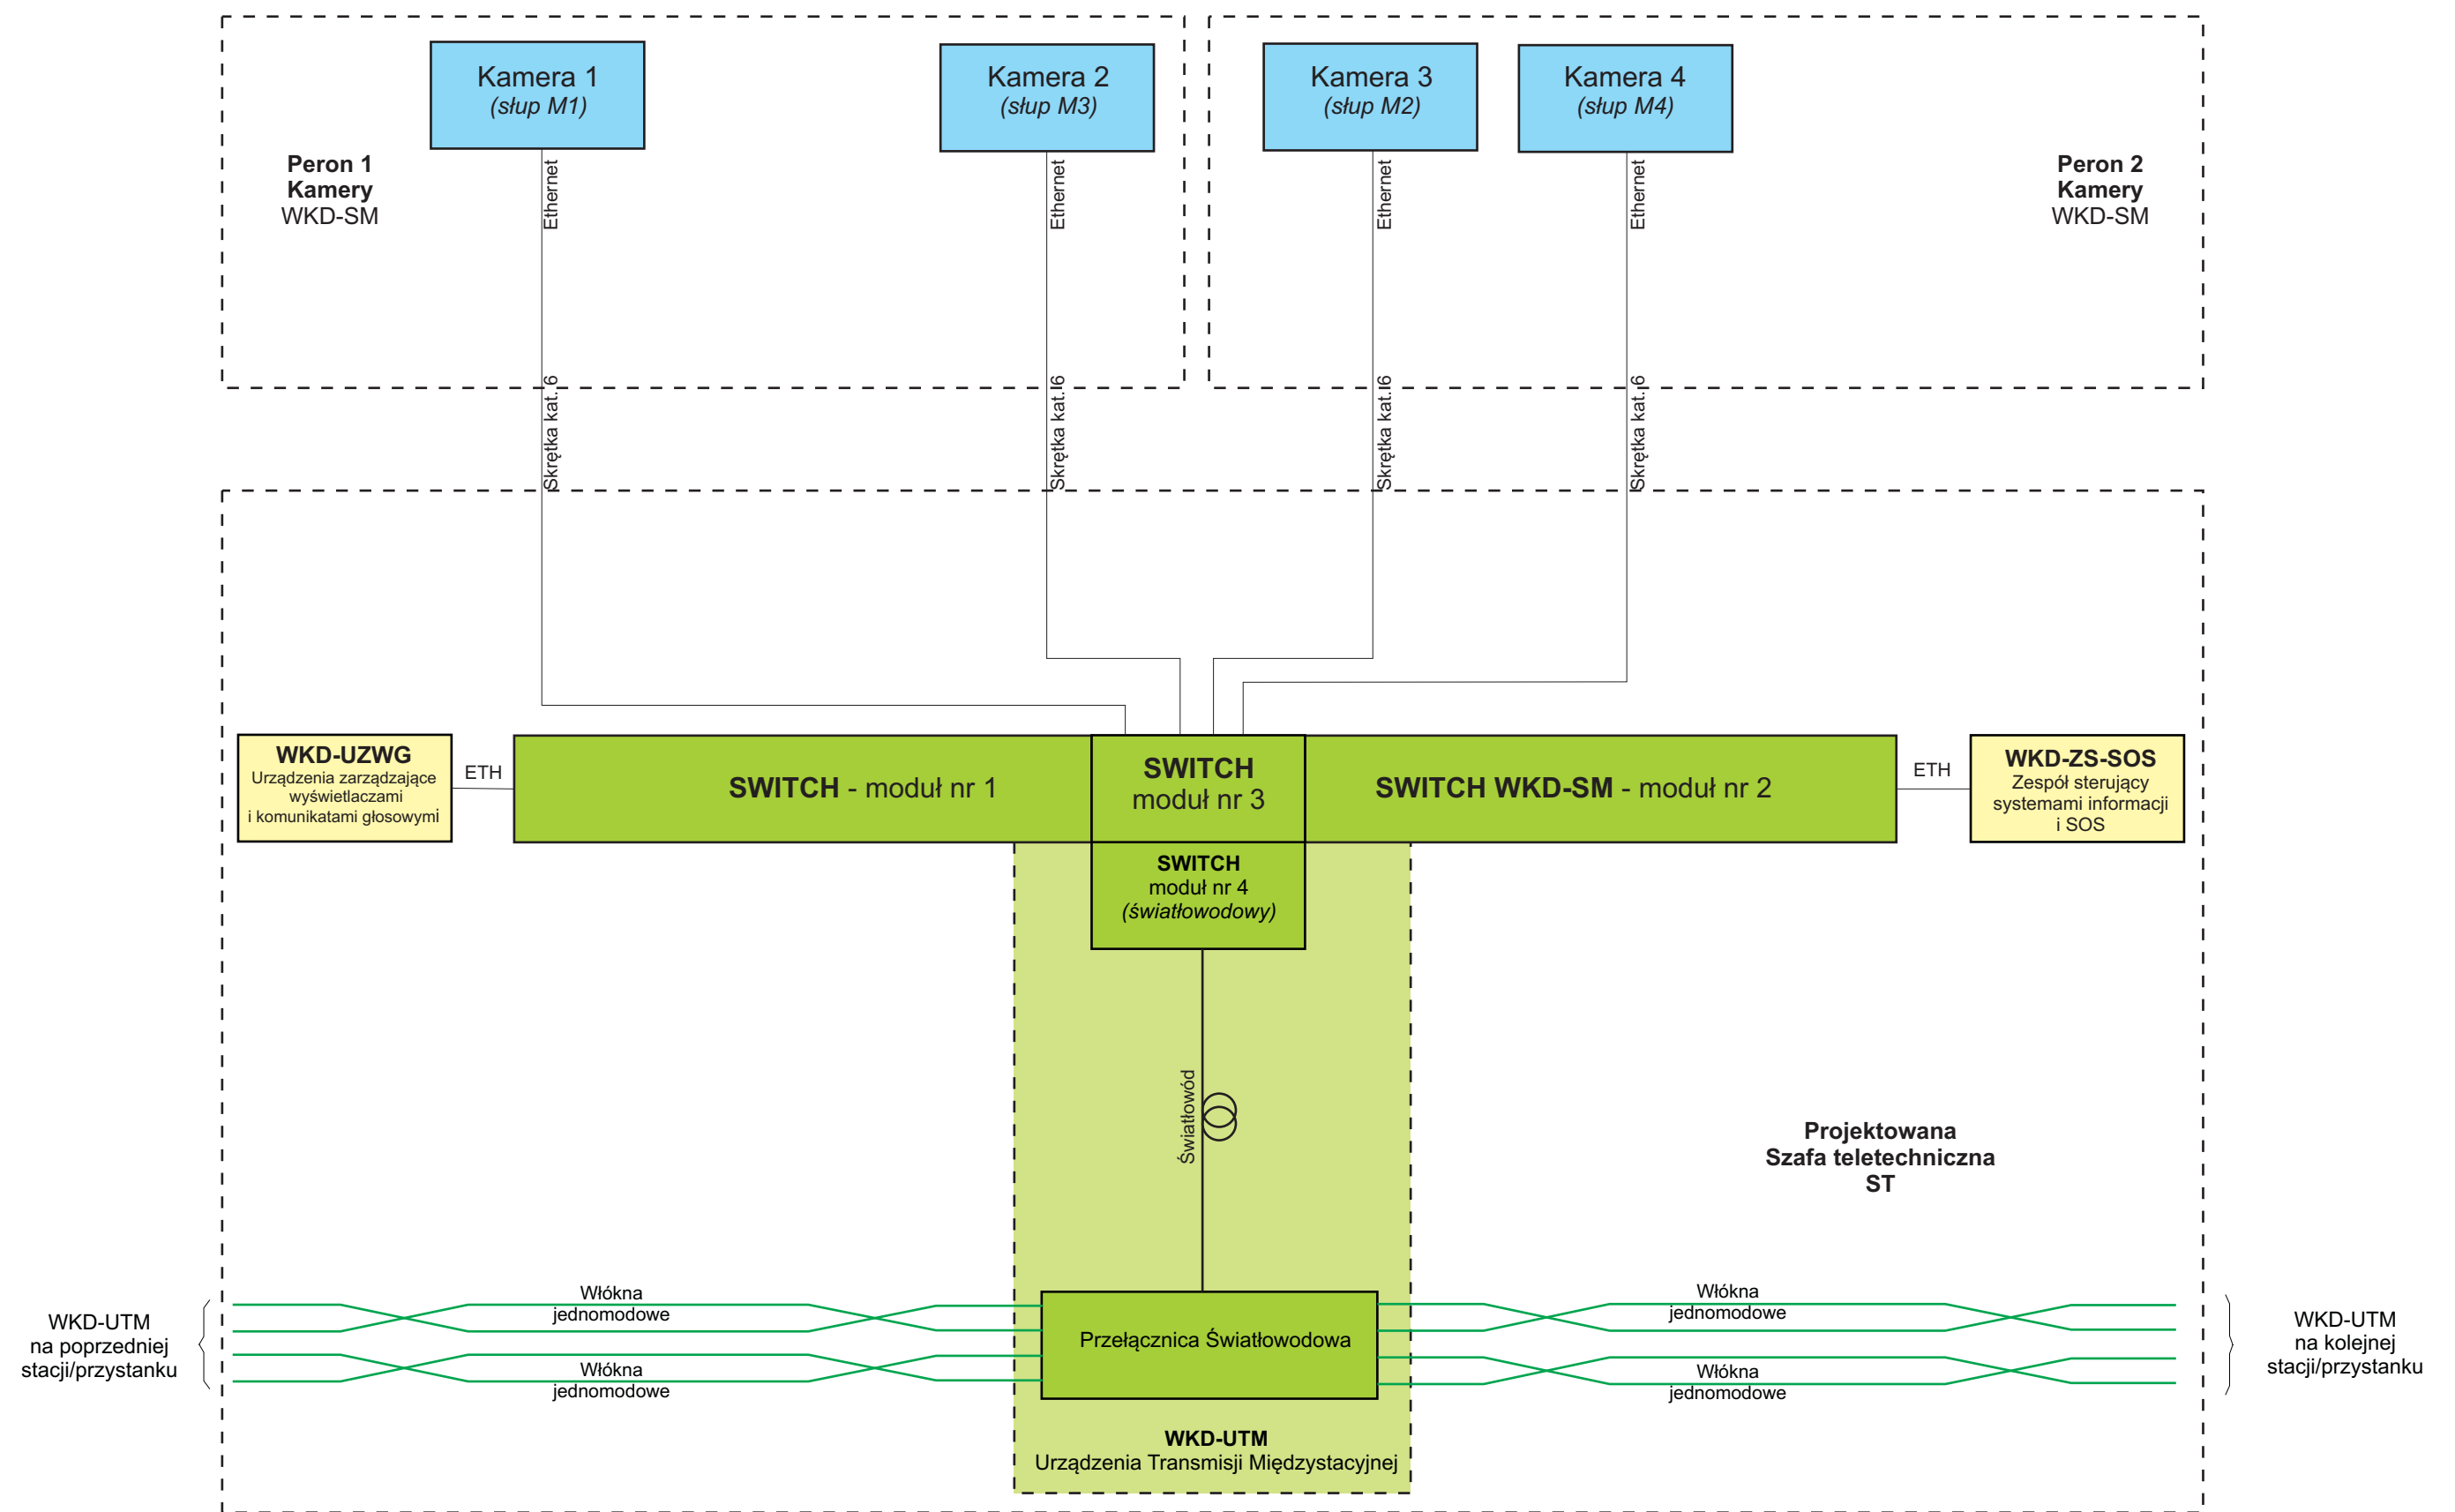 Kamera 1
(słup M1)
Kamera 2
(słup M3)
Kamera 3
(słup M2)
Kamera 4
(słup M4)
Peron 1
Kamery
WKD-SM
Peron 2
Kamery
WKD-SM
Ethernet
Ethernet
Ethernet
Ethernet
Skrętka kat. 6
Skrętka kat. 6
Skrętka kat. 6
Skrętka kat. 6
WKD-UZWG
Urządzenia zarządzające
wyświetlaczami
i komunikatami głosowymi
ETH
SWITCH - moduł nr 1
SWITCH
moduł nr 3
SWITCH WKD-SM - moduł nr 2
ETH
WKD-ZS-SOS
Zespół sterujący
systemami informacji
i SOS
SWITCH
moduł nr 4
(światłowodowy)
Światłowód
Projektowana
Szafa teletechniczna
ST
WKD-UTM
na poprzedniej
stacji/przystanku
Włókna
jednomodowe
Włókna
jednomodowe
Przełącznica Światłowodowa
Włókna
jednomodowe
Włókna
jednomodowe
WKD-UTM
na kolejnej
stacji/przystanku
WKD-UTM
Urządzenia Transmisji Międzystacyjnej